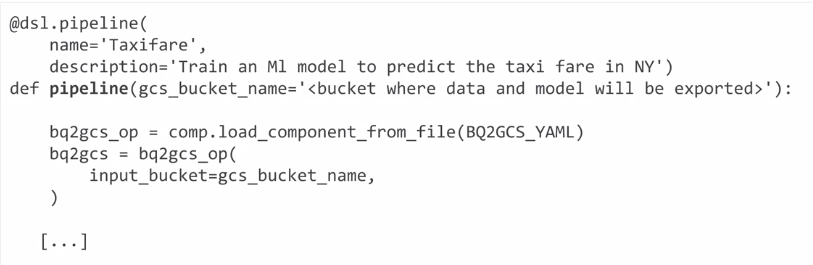 @dsl.pipeline(
    name='Taxifare',
    description='Train an Ml model to predict the taxi fare in NY')
def pipeline(gcs_bucket_name='<bucket where data and model will be exported>'):

    bq2gcs_op = comp.load_component_from_file(BQ2GCS_YAML)
    bq2gcs = bq2gcs_op(
        input_bucket=gcs_bucket_name,
    )

   [...]